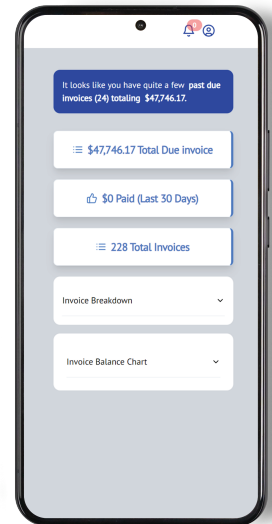 It looks like you have quite a few past due
invoices (24) totaling $47,746.17.
$47,746.17 Total Due invoice
$0 Paid (Last 30 Days)
228 Total Invoices
Invoice Breakdown
Invoice Balance Chart